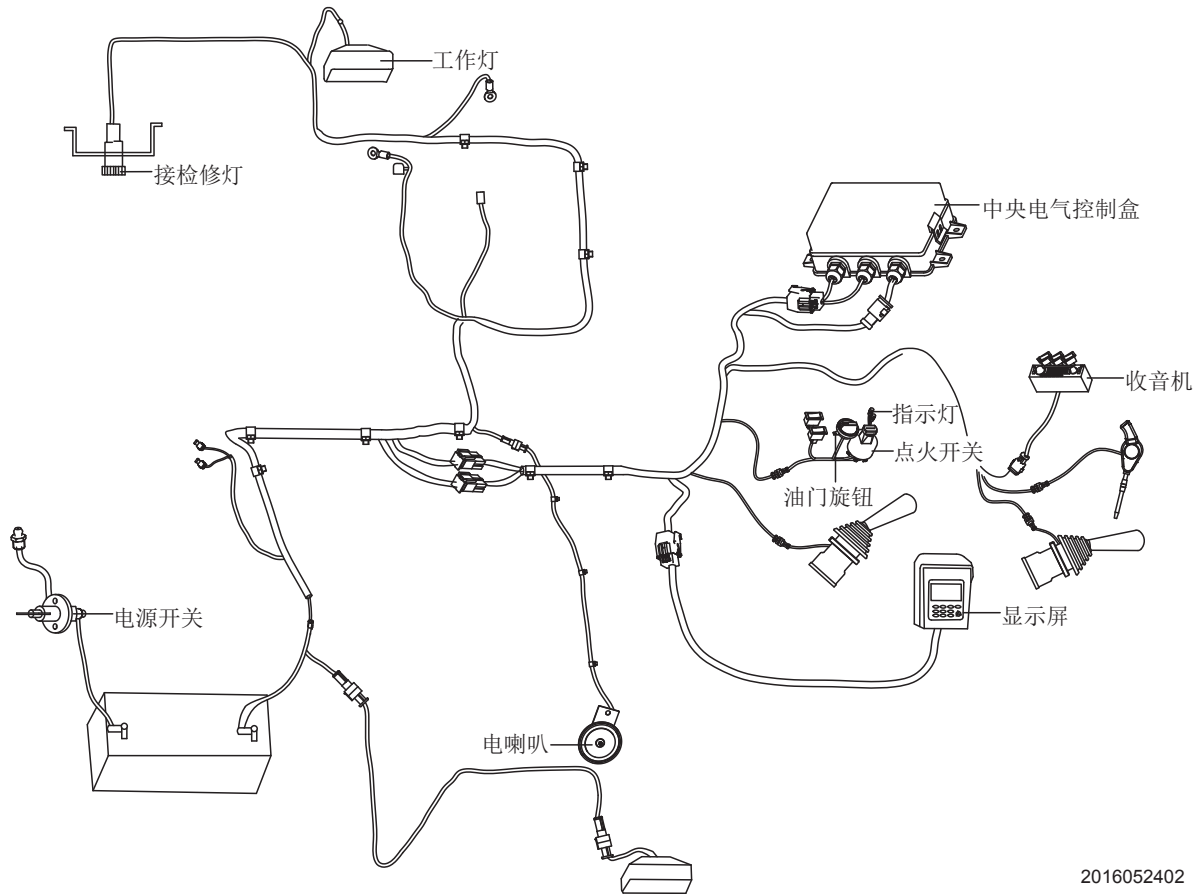 工作灯
接检修灯
中央电气控制盒
收音机
指示灯
点火开关
油门旋钮
电源开关
显示屏
电喇叭
2016052402